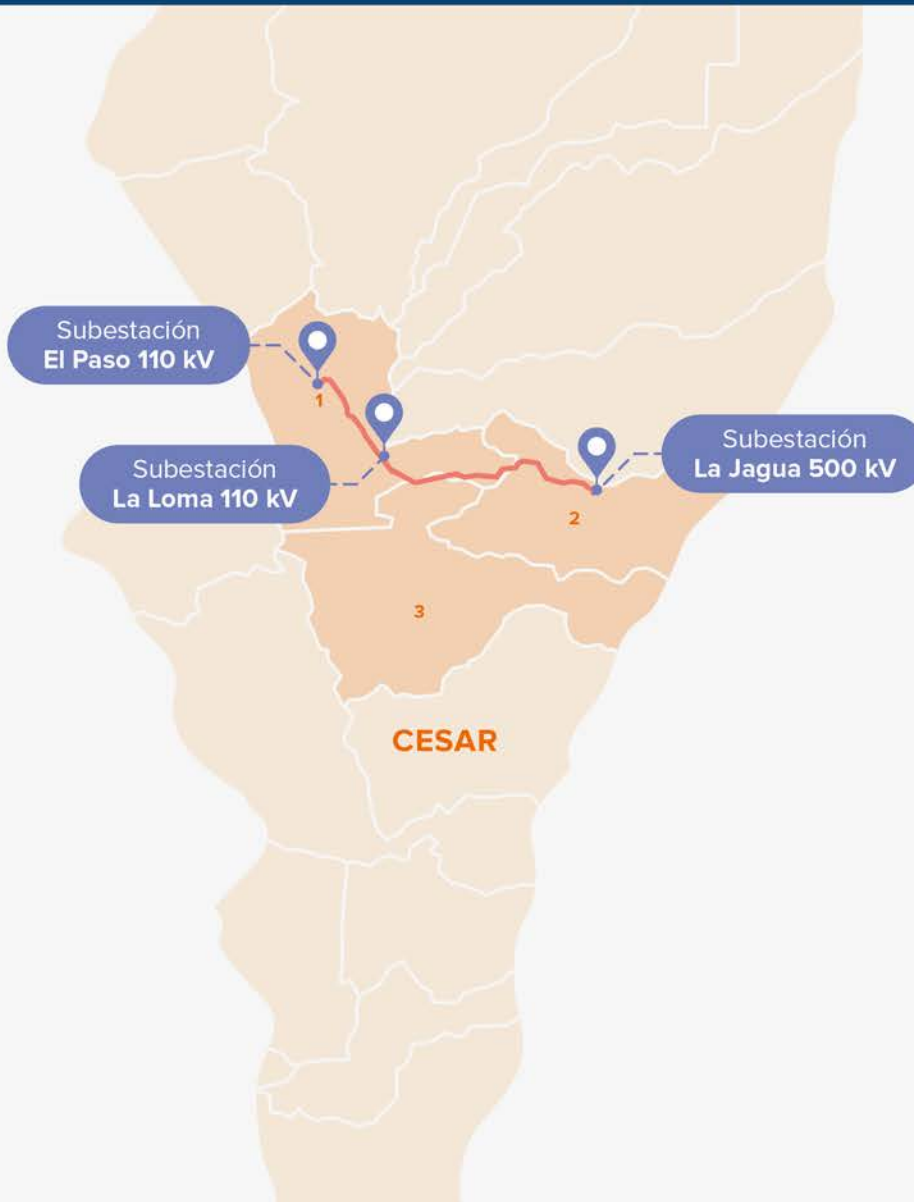 Subestación
El Paso 110 kV
1
Subestación
La Loma 110 kV
Subestación
La Jagua 500 kV
2
3
CESAR